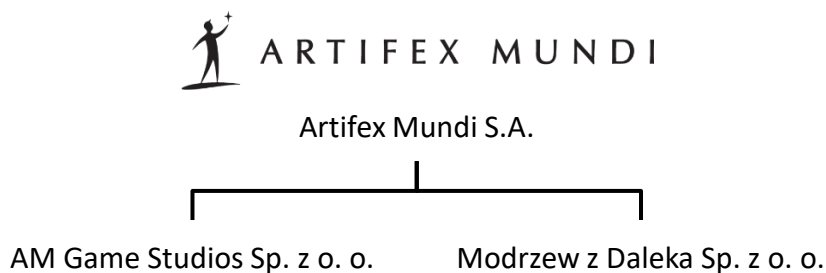 ARTIFEX MUNDI
Artifex Mundi S.A.
AM Game Studios Sp. z o. o. Modrzew z Daleka Sp. z o. o.